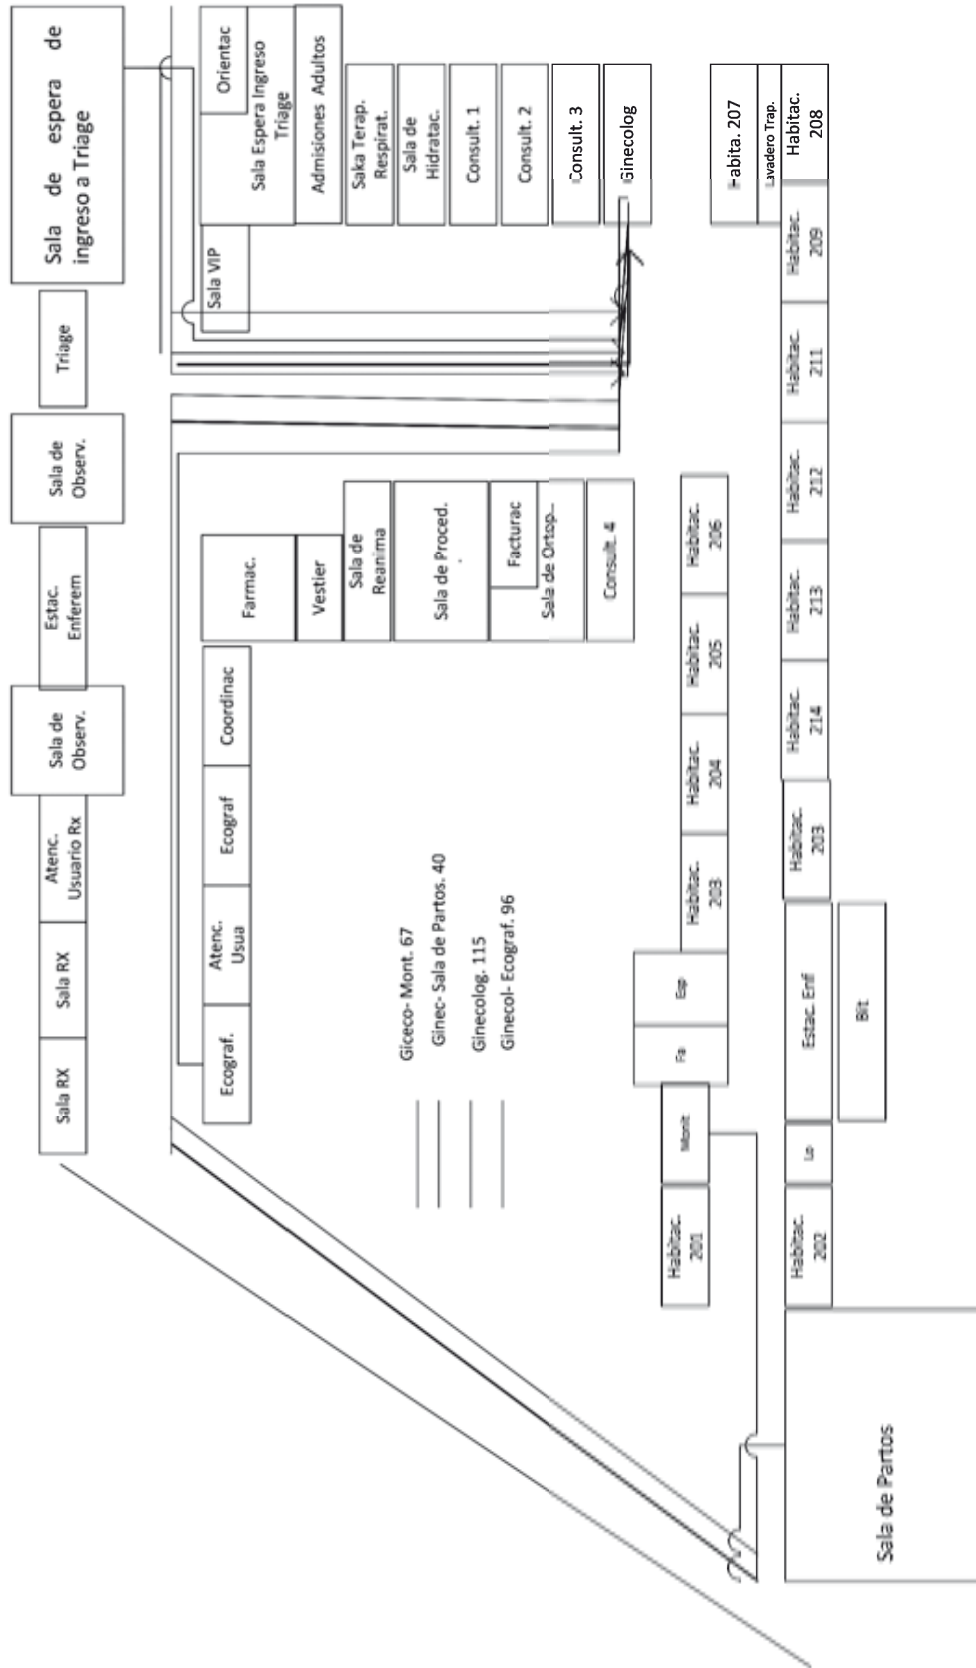 Sala de espera de
ingreso a Triage
Triage
Sala de
Observ.
Estac.
Enferem
Sala de
Observ.
Atenc.
Usuario Rx
Sala RX
Sala RX
Orientac
Sala Espera Ingreso
Triage
Admisiones Adultos
Saka Terap.
Respirat.
Sala de
Hidratac.
Consult. 1
Consult. 2
Consult. 3
Ginecolog
Sala VIP
Farmac.
Vestier
Sala de
Reanima
Sala de Proced.
Facturac
Sala de Ortop..
Consult. 4
Coordinac
Ecograf
Atenc.
Usua
Ecograf.
Giceco- Mont. 67
Ginec- Sala de Partos. 40
Ginecolog. 115
Ginecol- Ecograf. 96
Habita. 207
Lavadero Trap.
Habitac.
208
Habitac.
209
Habitac.
211
Habitac.
212
Habitac.
213
Habitac.
214
Habitac.
203
Habitac.
206
Habitac.
205
Habitac.
204
Habitac.
203
Esp
Fa
Monit
Habitac.
201
Estac. Enf
Bit.
Lo
Habitac.
202
Sala de Partos